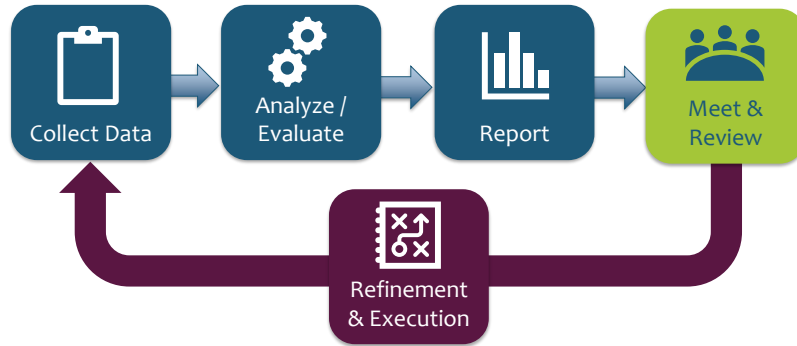 Collect Data
Analyze /
Evaluate
Report
Meet &
Review
Refinement
& Execution